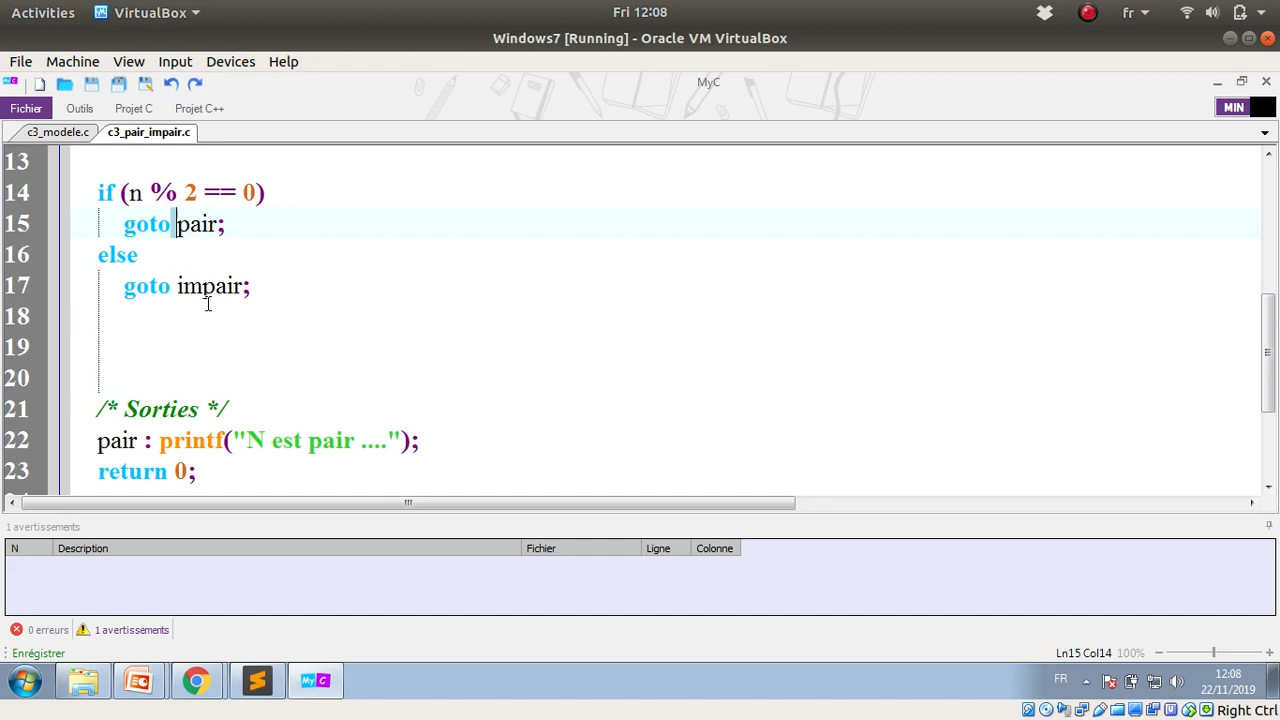 Activities VirtualBox Fri 12:08 fr
Windows7 [Running] - Oracle VM VirtualBox
File Machine View Input Devices Help
MyC MyC
Fichier Outils Projet C Projet C++ MIN
c3_modele.c c3_pair_impair.c
13
14 if (n % 2 == 0)
15 goto pair;
16 else
17 goto impair;
18
19
20
21 /* Sorties */
22 pair : printf("N est pair ....");
23 return 0;
1 avertissements
N Description Fichier Ligne Colonne
0 erreurs 1 avertissements
Enrégistrer Ln15 Col14 100%
MyC FR 12:08
22/11/2019
Right Ctrl